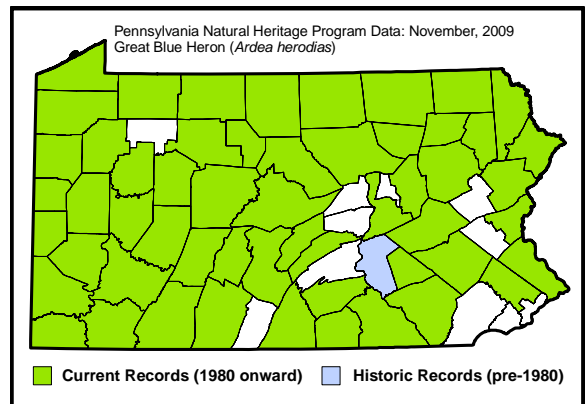 Pennsylvania Natural Heritage Program Data: November, 2009
Great Blue Heron (Ardea herodias)
Current Records (1980 onward) Historic Records (pre-1980)